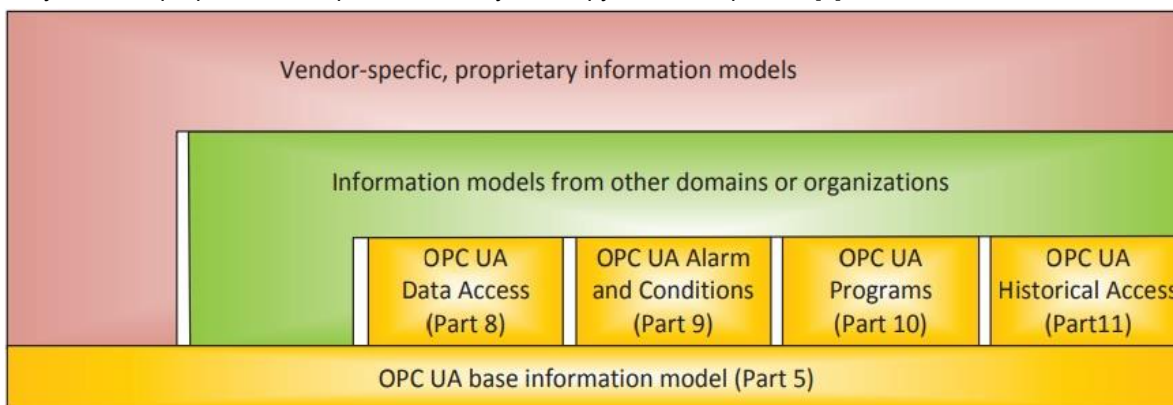 Vendor-specfic, proprietary information models
Information models from other domains or organizations
OPC UA
Data Access
(Part 8)
OPC UA Alarm
and Conditions
(Part 9)
OPC UA
Programs
(Part 10)
OPC UA
Historical Access
(Part11)
OPC UA base information model (Part 5)